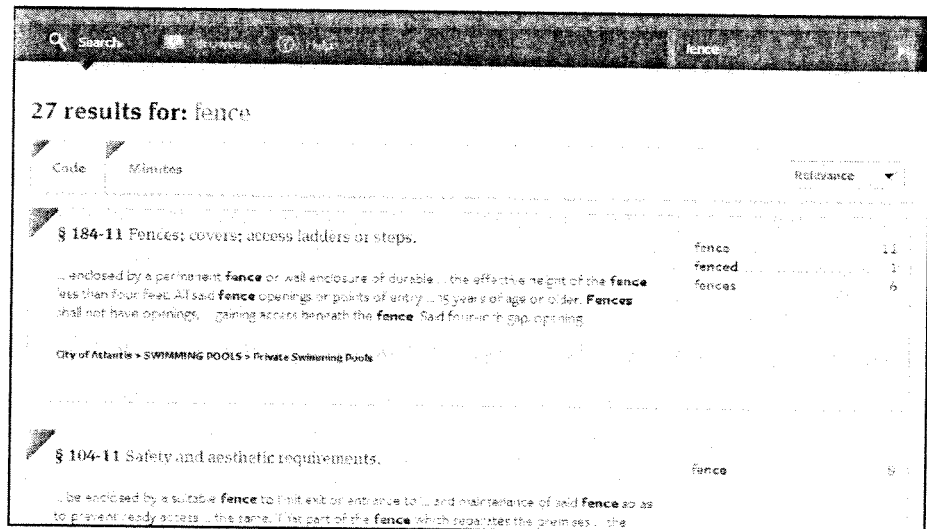 Search Browse Help fence
27 results for: fence
Code Minutes Relevance
§ 184-11 Fences; covers; access ladders or steps.
fence 11
fenced 1
fences 6
... enclosed by a permanent fence or wall enclosure of durable ... the effective height of the fence
less than four feet. All said fence openings or points of entry ... 15 years of age or older. Fences
shall not have openings, ... gaining access beneath the fence. Said four-inch gap, opening
City of Atlantis > SWIMMING POOLS > Private Swimming Pools
§ 104-11 Safety and aesthetic requirements.
fence
... be enclosed by a suitable fence to limit exit or entrance to ... and maintenance of said fence so as
to prevent ready access ... the same. That part of the fence which separates the premises ... the